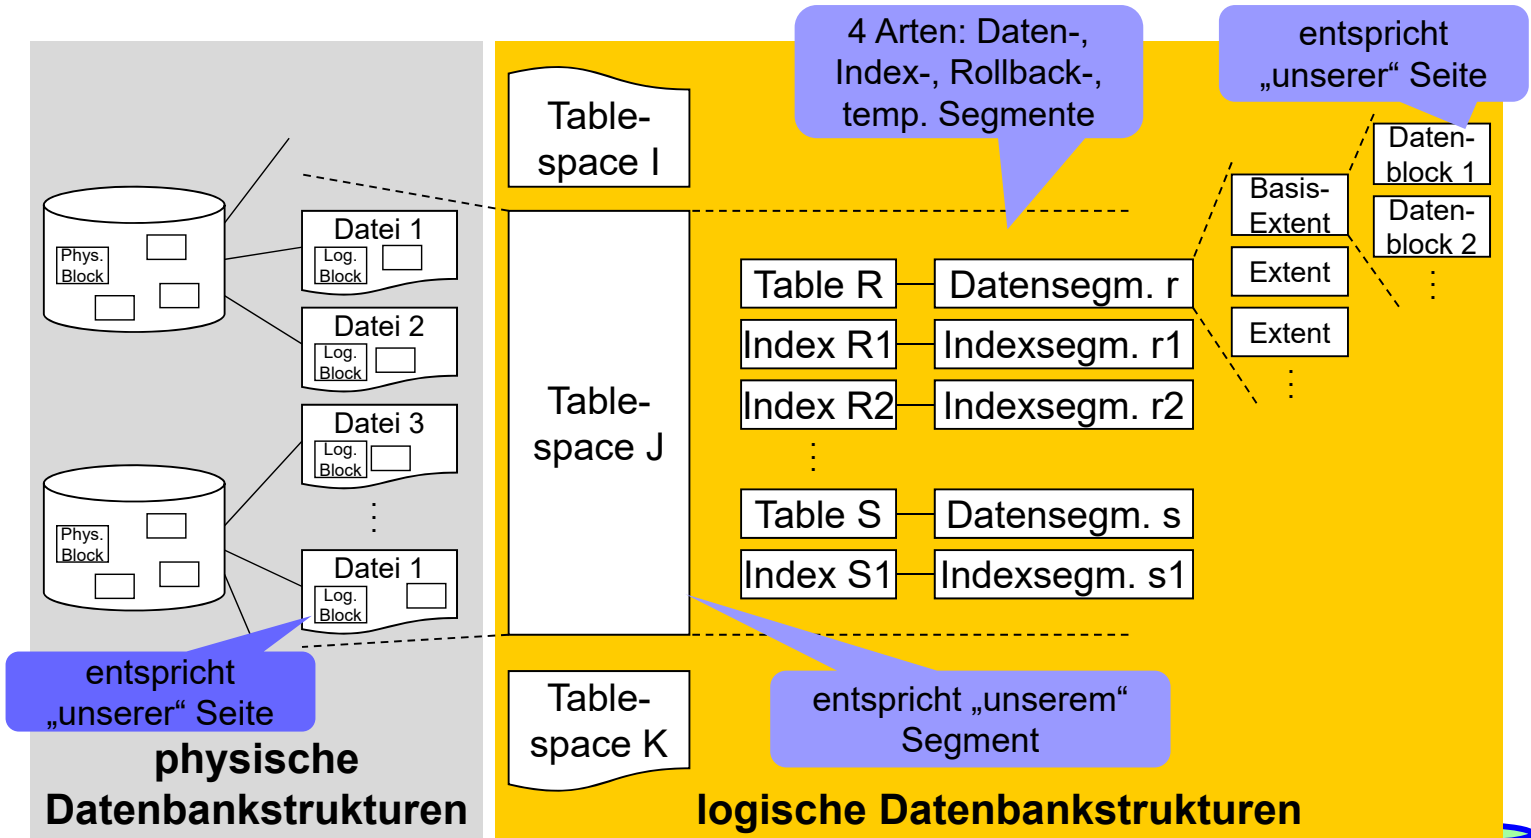 4 Arten: Daten-,
Index-, Rollback-,
temp. Segmente
entspricht
„unserer“ Seite
Table-
space I
Daten-
block 1
Daten-
block 2
Basis-
Extent
Extent
Extent
Phys.
Block
Datei 1
Log.
Block
Datei 2
Log.
Block
Datei 3
Log.
Block
Phys.
Block
Datei 1
Log.
Block
Table-
space J
Table R
Datensegm. r
Index R1
Indexsegm. r1
Index R2
Indexsegm. r2
Table S
Datensegm. s
Index S1
Indexsegm. s1
entspricht
„unserer“ Seite
Table-
space K
entspricht „unserem“
Segment
physische
Datenbankstrukturen
logische Datenbankstrukturen